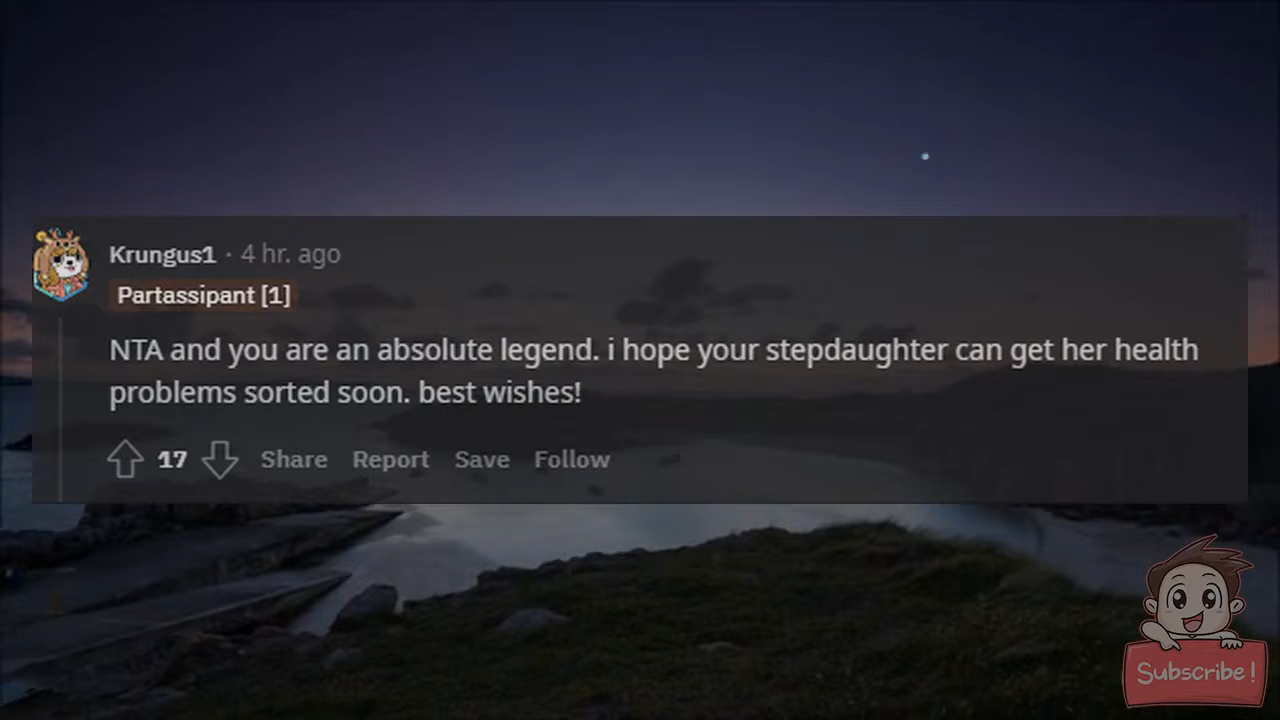 Krungus1 · 4 hr. ago
Partassipant [1]
NTA and you are an absolute legend. i hope your stepdaughter can get her health
problems sorted soon. best wishes!
17 Share Report Save Follow
Subscribe!